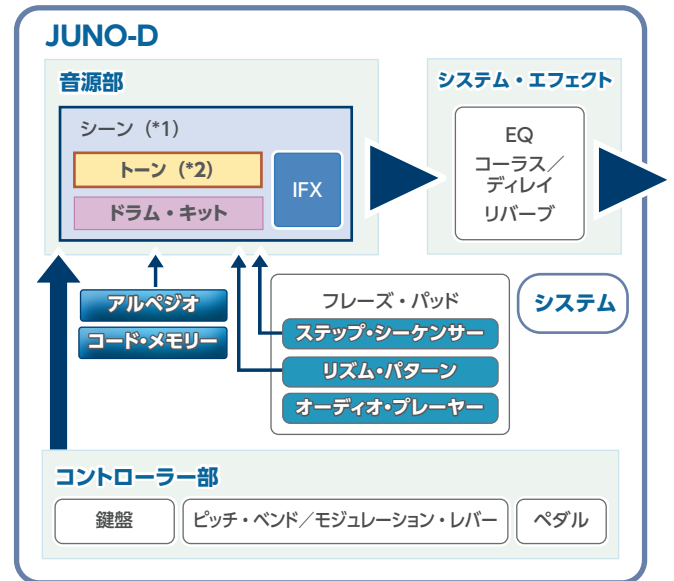 JUNO-D
音源部
シーン（*1）
トーン（*2）
ドラム・キット
IFX
システム・エフェクト
EQ
コーラス／
ディレイ
リバーブ
アルペジオ
コード・メモリー
フレーズ・パッド
ステップ・シーケンサー
リズム・パターン
オーディオ・プレーヤー
システム
コントローラー部
鍵盤
ピッチ・ベンド／モジュレーション・レバー
ペダル